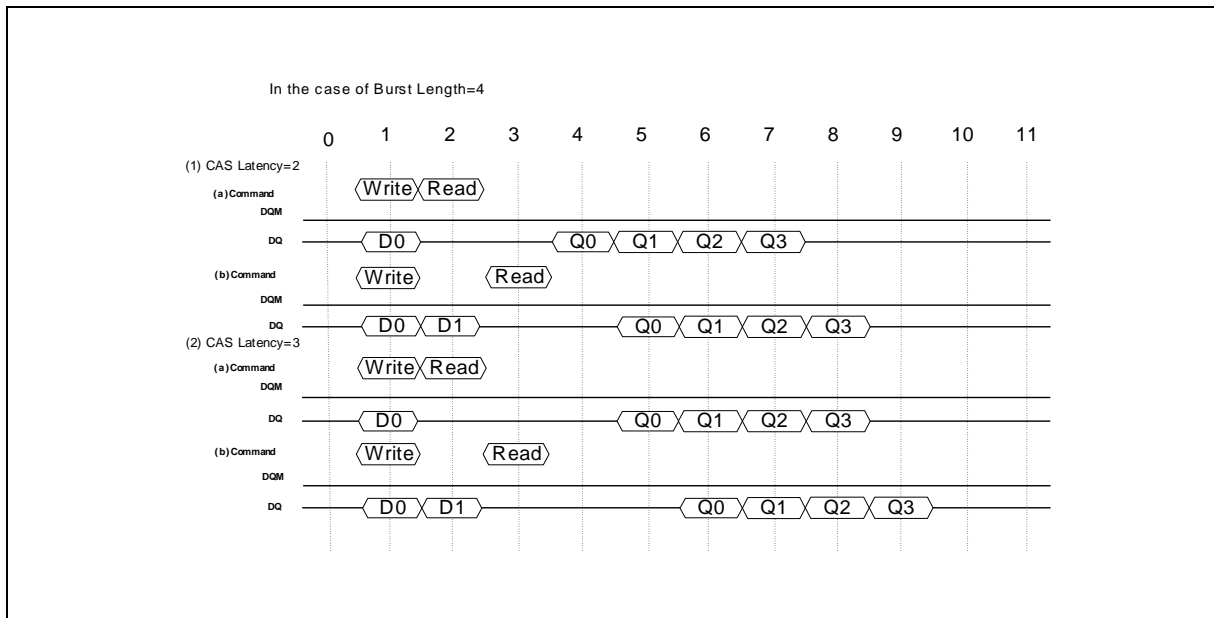 In the case of Burst Length=4
0 1 2 3 4 5 6 7 8 9 10 11
(1) CAS Latency=2
(a)Command Write Read
DQM
DQ D0 Q0 Q1 Q2 Q3
(b)Command Write Read
DQM
DQ D0 D1 Q0 Q1 Q2 Q3
(2) CAS Latency=3
(a)Command Write Read
DQM
DQ D0 Q0 Q1 Q2 Q3
(b)Command Write Read
DQM
DQ D0 D1 Q0 Q1 Q2 Q3